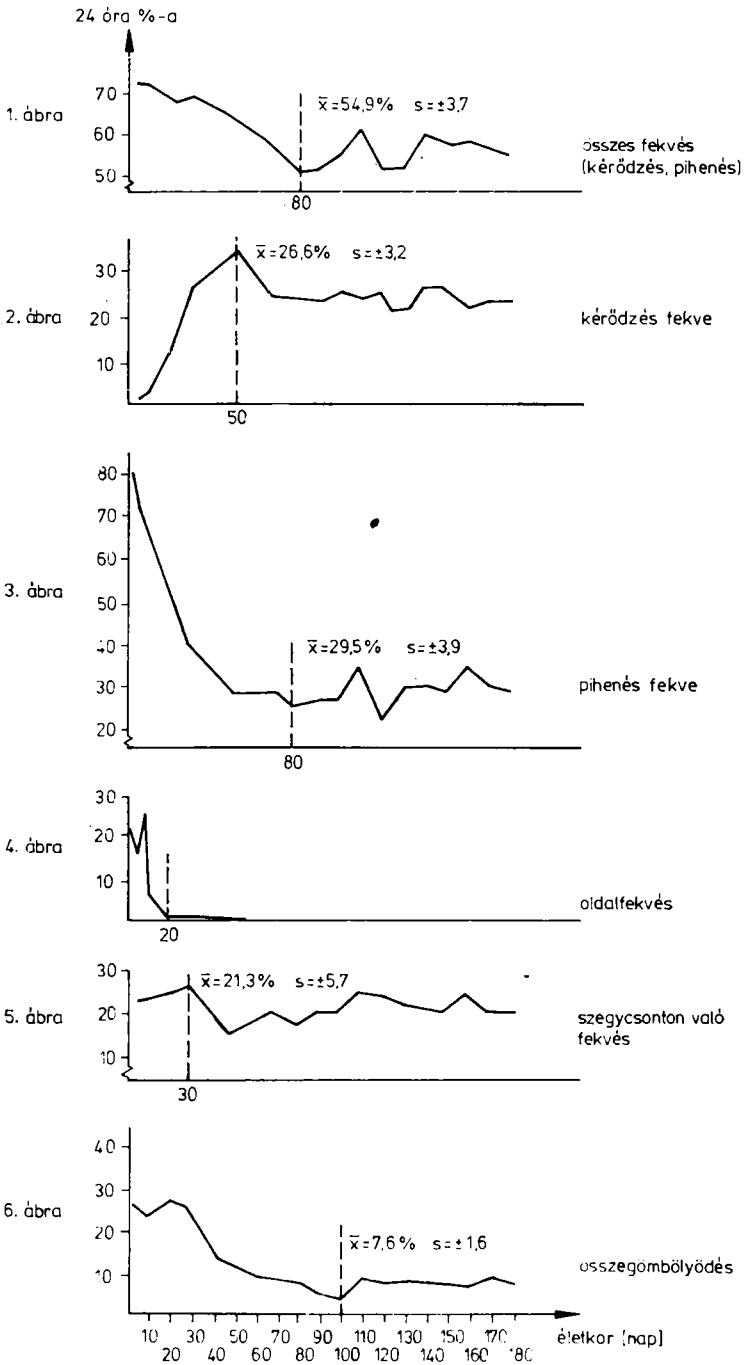 24 óra %-a
1. ábra
70
60
50
x̄=54,9% s=±3,7
80
összes fekvés
(kérődzés, pihenés)
2. ábra
30
20
10
x̄=26,6% s=±3,2
50
kérődzés fekve
3. ábra
80
70
60
50
40
30
20
x̄=29,5% s=±3,9
80
pihenés fekve
4. ábra
30
20
10
20
oldalfekvés
5. ábra
30
20
10
x̄=21,3% s=±5,7
30
szegycsonton való
fekvés
6. ábra
40
30
20
10
x̄=7,6% s=±1,6
összegömbölyödés
10 30 50 70 90 110 130 150 170 életkor [nap]
20 40 60 80 100 120 140 160 180